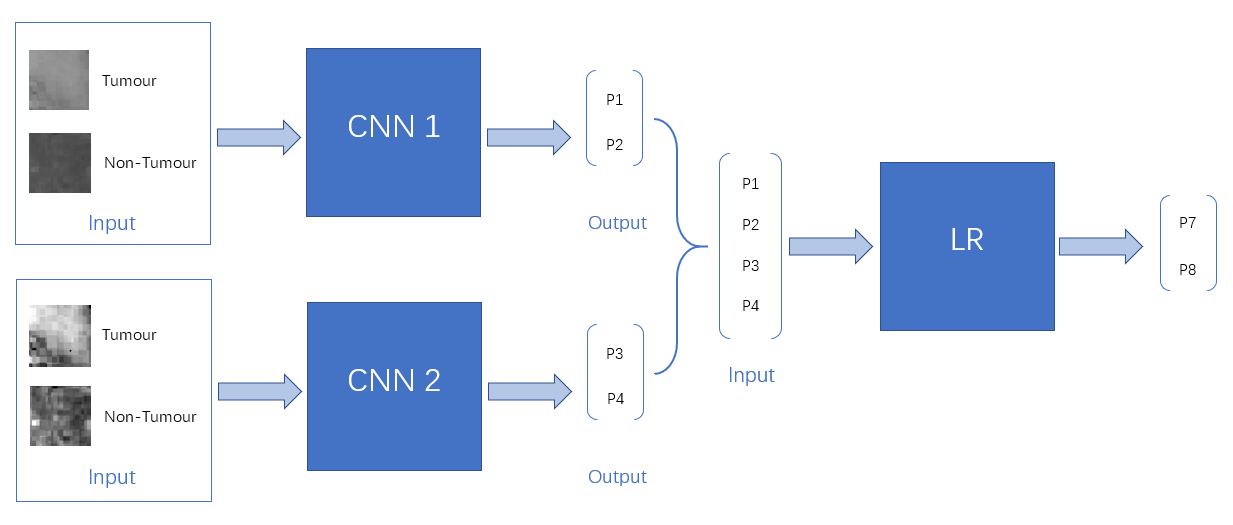 Tumour
Non-Tumour
Input
CNN 1
P1
P2
Output
Tumour
Non-Tumour
Input
CNN 2
P3
P4
Output
P1
P2
P3
P4
Input
LR
P7
P8